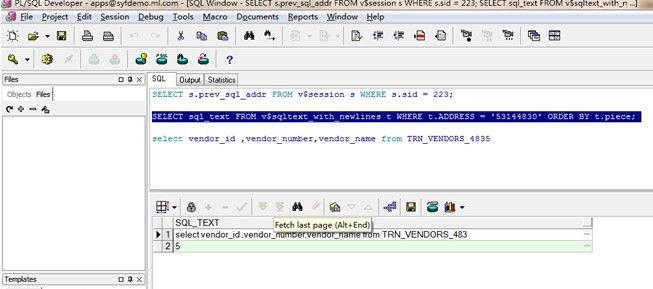 PL/SQL Developer - apps@syfdemo.ml.com - [SQL Window - SELECT s.prev_sql_addr FROM v$session s WHERE s.sid = 223; SELECT sql_text FROM v$sqltext_with_n ...]
File Project Edit Session Debug Tools Macro Documents Reports Window Help
Files
SQL Output Statistics
Objects Files
SELECT s.prev_sql_addr FROM v$session s WHERE s.sid = 223;
SELECT sql_text FROM v$sqltext_with_newlines t WHERE t.ADDRESS = '53144830' ORDER BY t.piece;
select vendor_id ,vendor_number,vendor_name from TRN_VENDORS_4835
SQL_TEXT
Fetch last page (Alt+End)
1 select vendor_id ,vendor_number,vendor_name from TRN_VENDORS_483
2 5
Templates